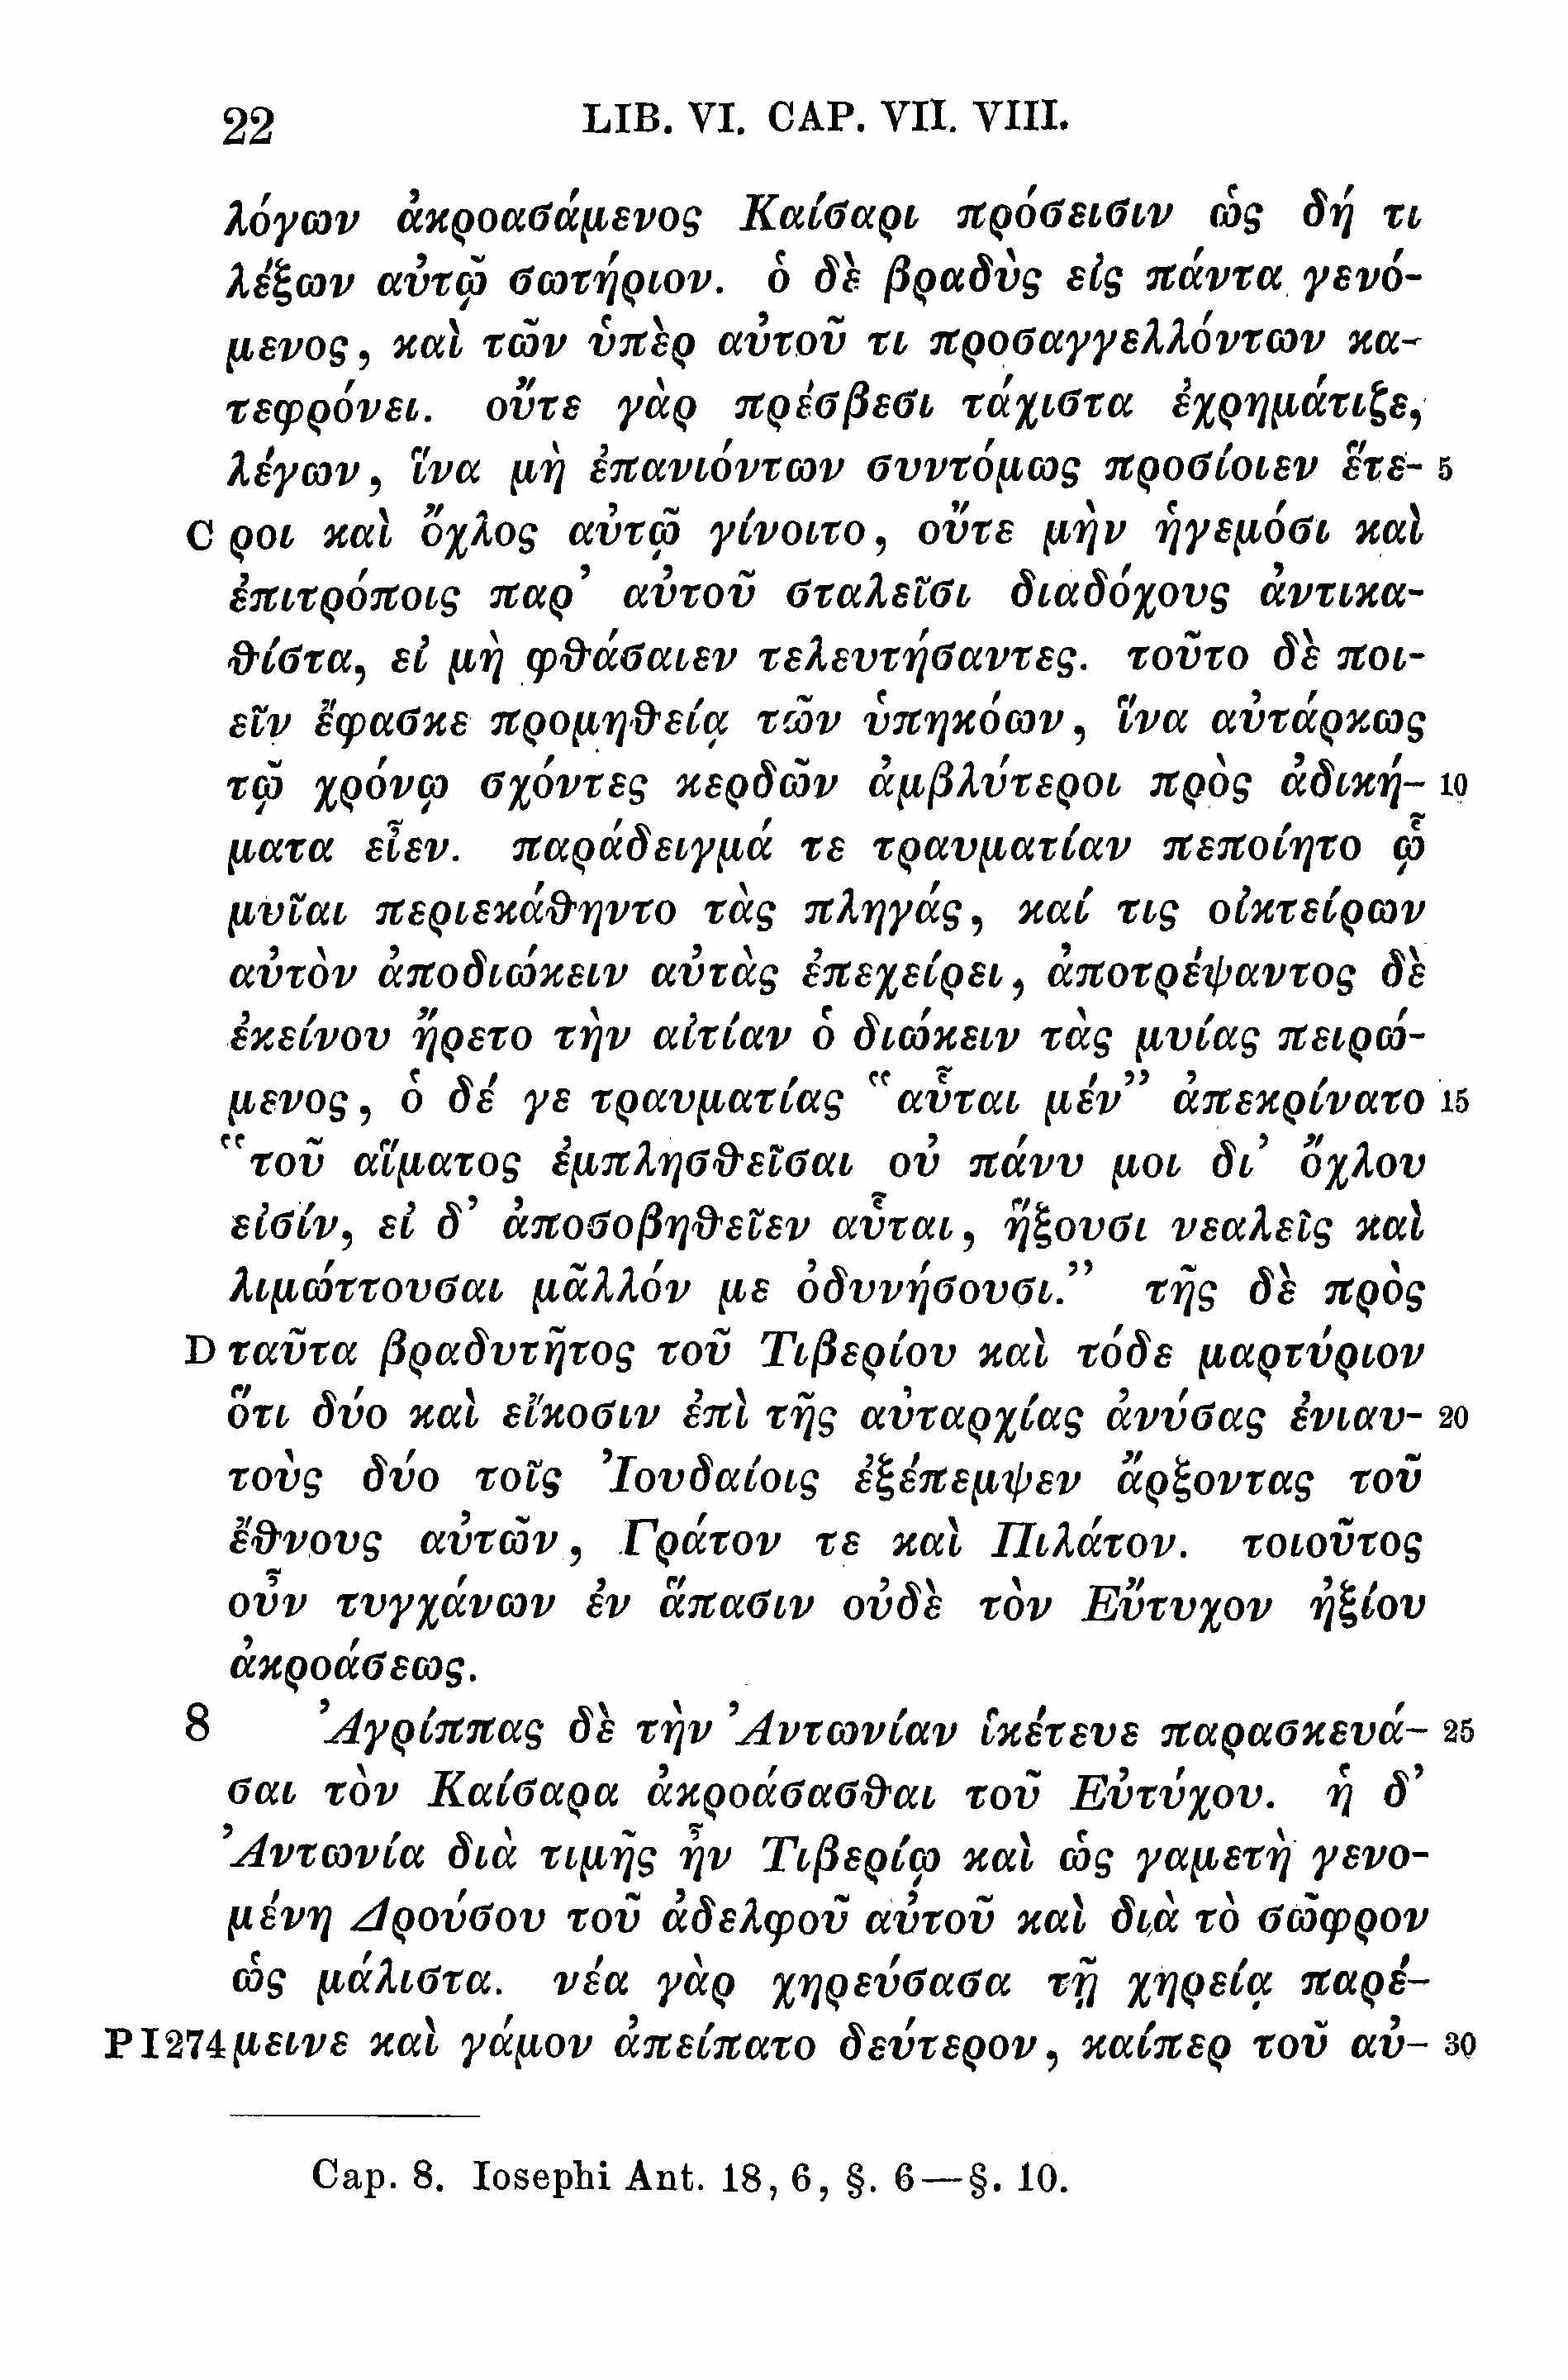 22 LIB. VI. CAP. VII. VIII.
λόγων ἀκροασάμενος Καίσαρι πρόσεισιν ὡς δή τι
λέξων αὐτῷ σωτήριον. ὁ δὲ βραδὺς εἰς πάντα γενό-
μενος, καὶ τῶν ὑπὲρ αὐτοῦ τι προσαγγελλόντων κα-
τεφρόνει. οὔτε γὰρ πρέσβεσι τάχιστα ἐχρημάτιζε,
λέγων, ἵνα μὴ ἐπανιόντων συντόμως προσίοιεν ἕτε- 5
C ροι καὶ ὄχλος αὐτῷ γίνοιτο, οὔτε μὴν ἡγεμόσι καὶ
ἐπιτρόποις παρ᾽ αὐτοῦ σταλεῖσι διαδόχους ἀντικα-
θίστα, εἰ μὴ φθάσαιεν τελευτήσαντες. τοῦτο δὲ ποι-
εῖν ἔφασκε προμηθείᾳ τῶν ὑπηκόων, ἵνα αὐτάρκως
τῷ χρόνῳ σχόντες κερδῶν ἀμβλύτεροι πρὸς ἀδική- 10
ματα εἶεν. παράδειγμά τε τραυματίαν πεποίητο ᾧ
μυῖαι περιεκάθηντο τὰς πληγάς, καί τις οἰκτείρων
αὐτὸν ἀποδιώκειν αὐτὰς ἐπεχείρει, ἀποτρέψαντος δὲ
ἐκείνου ἤρετο τὴν αἰτίαν ὁ διώκειν τὰς μυίας πειρώ-
μενος, ὁ δέ γε τραυματίας "αὗται μέν" ἀπεκρίνατο 15
"τοῦ αἵματος ἐμπλησθεῖσαι οὐ πάνυ μοι δι᾽ ὄχλου
εἰσίν, εἰ δ᾽ ἀποσοβηθεῖεν αὗται, ἥξουσι νεαλεῖς καὶ
λιμώττουσαι μᾶλλόν με ὀδυνήσουσι." τῆς δὲ πρὸς
D ταῦτα βραδυτῆτος τοῦ Τιβερίου καὶ τόδε μαρτύριον
ὅτι δύο καὶ εἴκοσιν ἐπὶ τῆς αὐταρχίας ἀνύσας ἐνιαυ- 20
τοὺς δύο τοῖς Ἰουδαίοις ἐξέπεμψεν ἄρξοντας τοῦ
ἔθνους αὐτῶν, Γράτον τε καὶ Πιλάτον. τοιοῦτος
οὖν τυγχάνων ἐν ἅπασιν οὐδὲ τὸν Εὔτυχον ἠξίου
ἀκροάσεως.
8 Ἀγρίππας δὲ τὴν Ἀντωνίαν ἱκέτευε παρασκευά- 25
σαι τὸν Καίσαρα ἀκροάσασθαι τοῦ Εὐτύχου. ἡ δ᾽
Ἀντωνία διὰ τιμῆς ἦν Τιβερίῳ καὶ ὡς γαμετὴ γενο-
μένη Δρούσου τοῦ ἀδελφοῦ αὐτοῦ καὶ διὰ τὸ σῶφρον
ὡς μάλιστα. νέα γὰρ χηρεύσασα τῇ χηρείᾳ παρέ-
P I 274 μεινε καὶ γάμον ἀπείπατο δεύτερον, καίπερ τοῦ αὐ- 30
Cap. 8. Iosephi Ant. 18, 6, §. 6—§. 10.